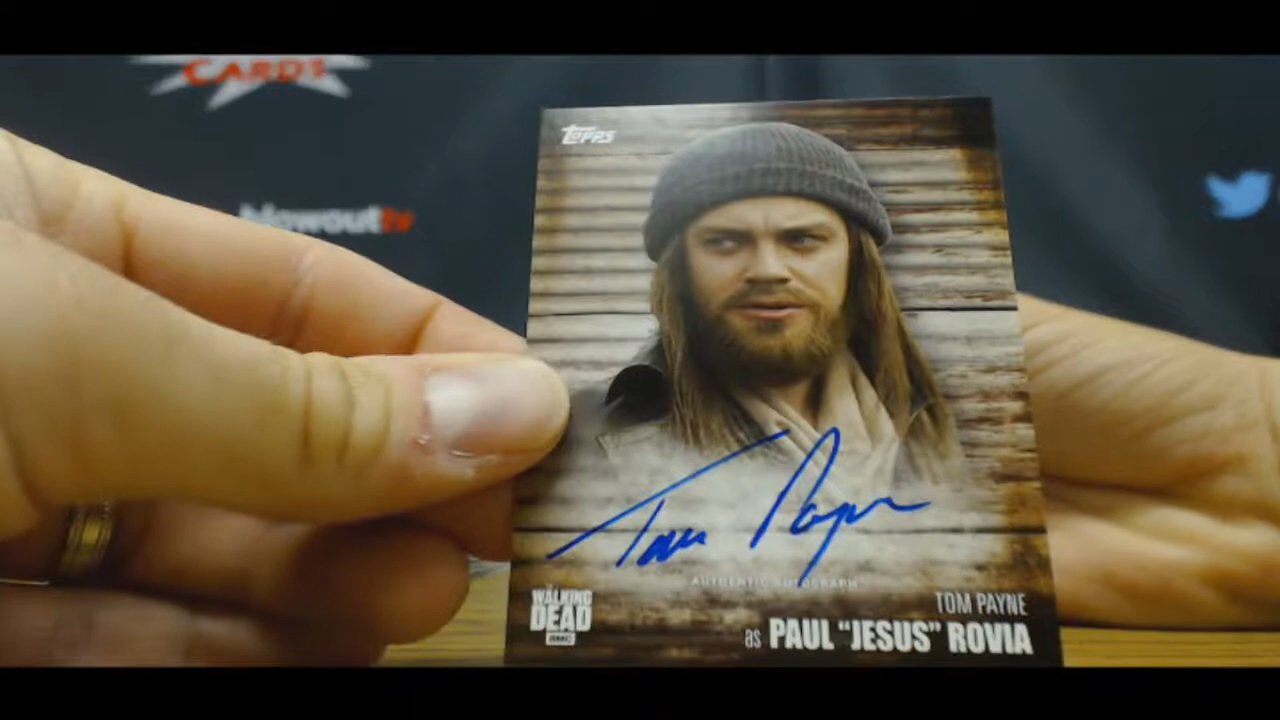 CARDS
blowouttv
TOPPS
Tom Payne
AUTHENTIC AUTOGRAPH
THE WALKING DEAD
AMC
TOM PAYNE
as PAUL "JESUS" ROVIA